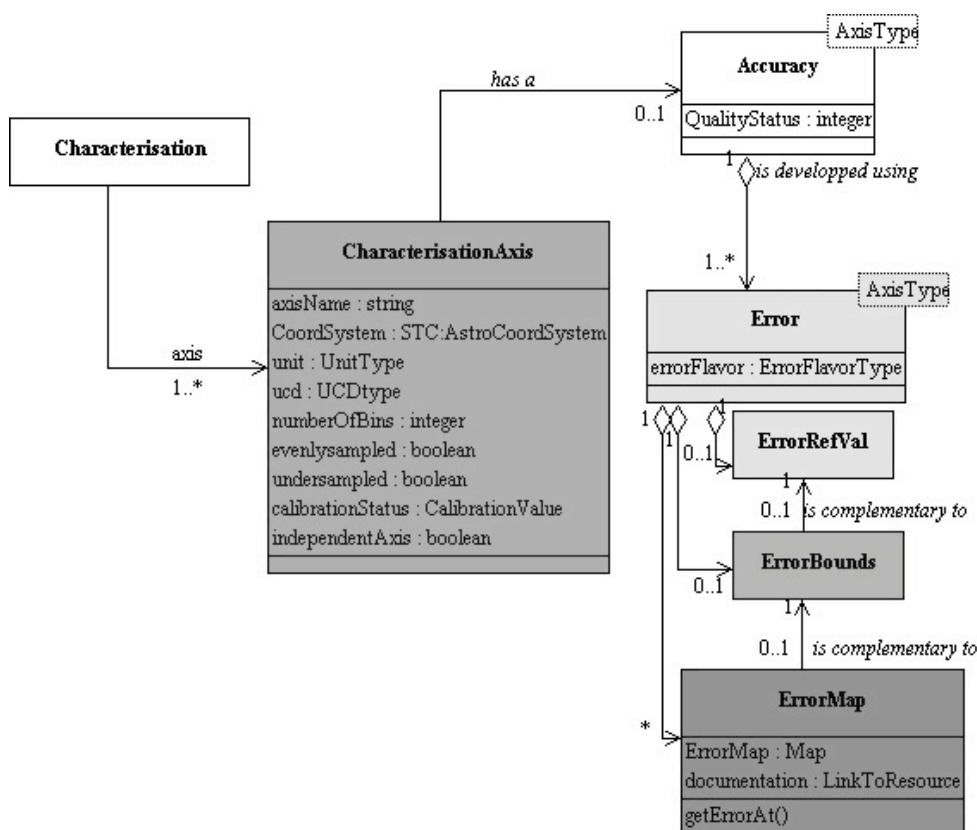 AxisType
Accuracy
has a
0..1
QualityStatus : integer
Characterisation
1
is developped using
CharacterisationAxis
1..*
AxisType
axisName : string
Error
CoordSystem : STC:AstroCoordSystem
axis
unit : UnitType
errorFlavor : ErrorFlavorType
1..*
ucd : UCDtype
1
1
1
numberOfBins : integer
ErrorRefVal
evenlysampled : boolean
0..1
undersampled : boolean
1
calibrationStatus : CalibrationValue
0..1 is complementary to
independentAxis : boolean
ErrorBounds
0..1
1
0..1 is complementary to
ErrorMap
*
ErrorMap : Map
documentation : LinkToResource
getErrorAt()